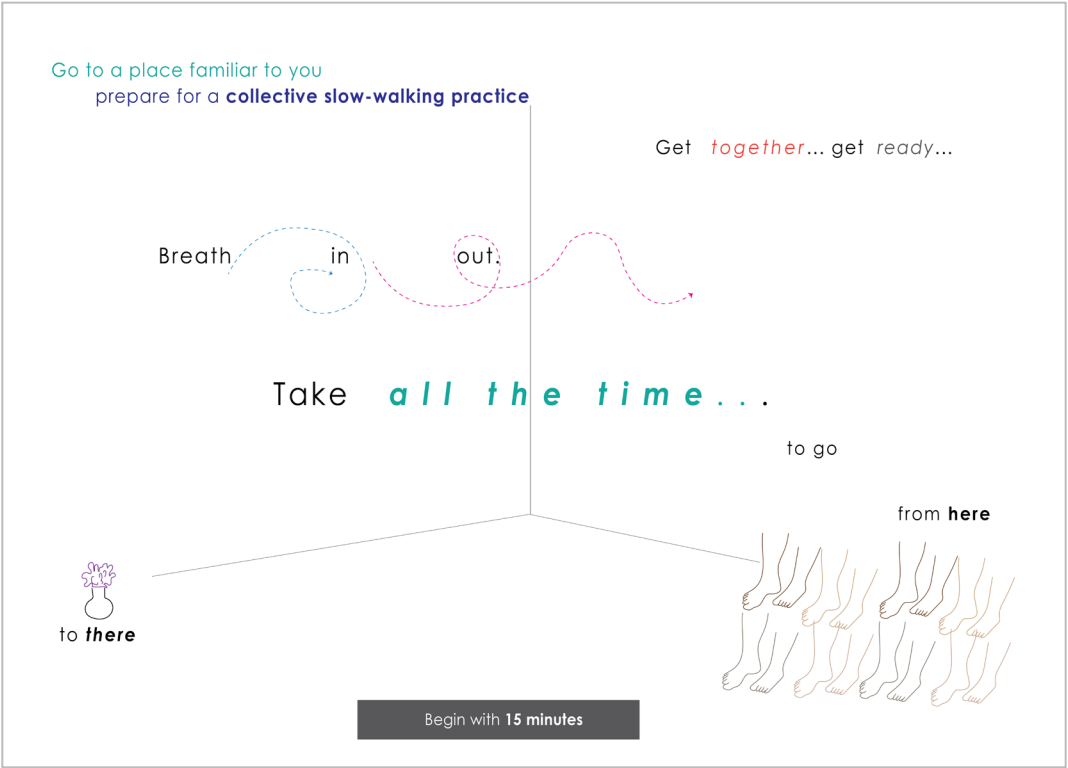 Go to a place familiar to you
prepare for a collective slow-walking practice
Get together... get ready...
Breath in out.
Take all the time...
to go
from here
to there
Begin with 15 minutes